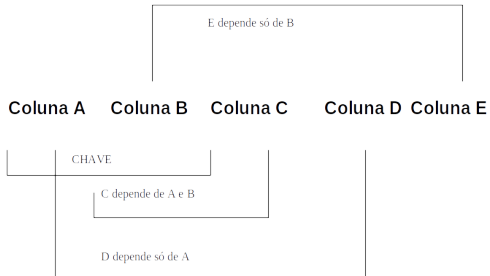 E depende só de B
Coluna A Coluna B Coluna C Coluna D Coluna E
CHAVE
C depende de A e B
D depende só de A